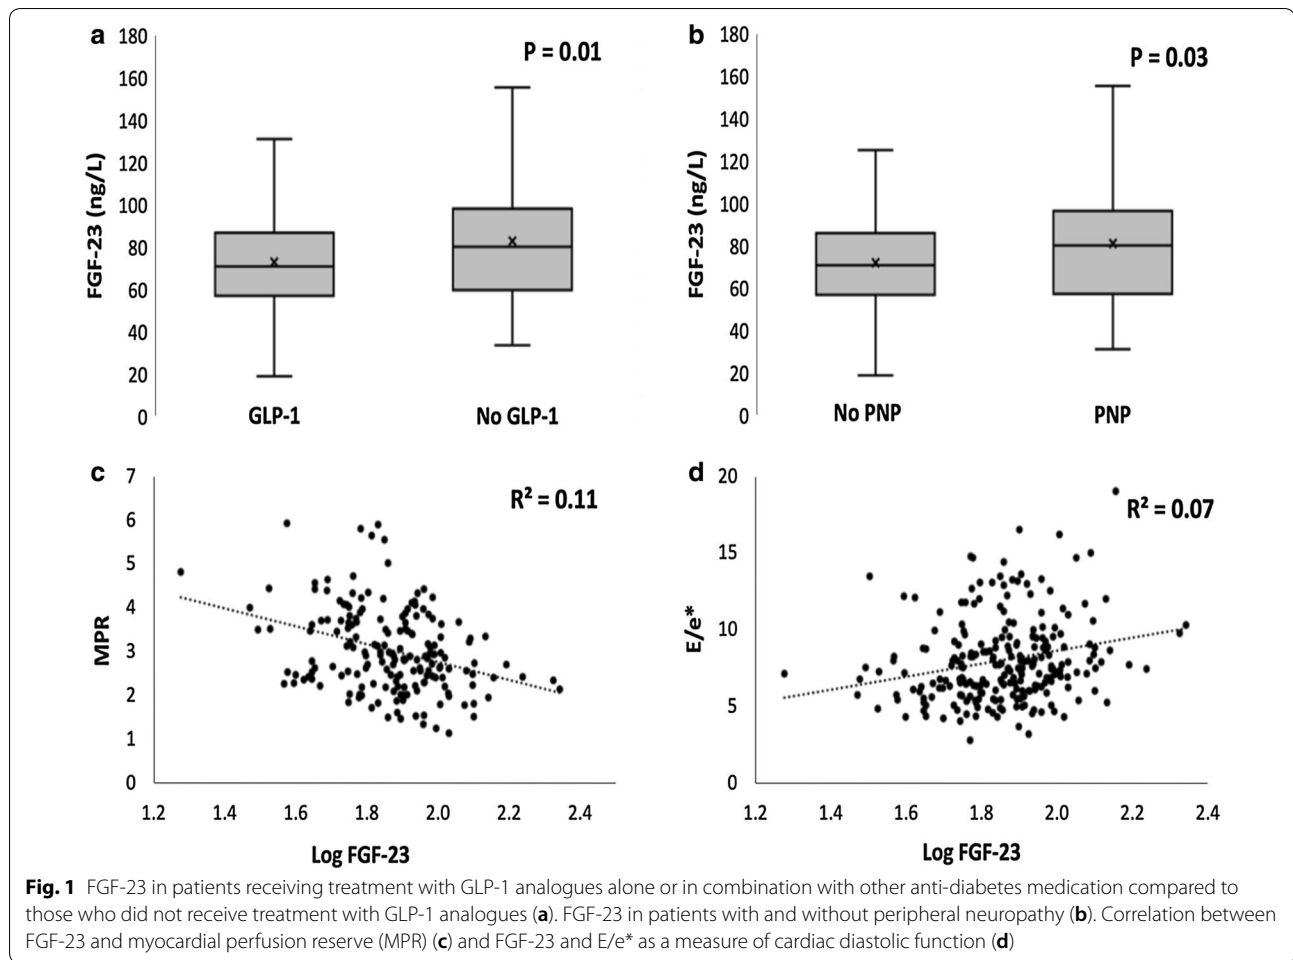 a
180
160
140
120
100
80
60
40
20
0
FGF-23 (ng/L)
P = 0.01
GLP-1
No GLP-1
b
180
160
140
120
100
80
60
40
20
0
FGF-23 (ng/L)
P = 0.03
No PNP
PNP
c
7
6
5
4
3
2
1
0
MPR
R² = 0.11
1.2 1.4 1.6 1.8 2.0 2.2 2.4
Log FGF-23
d
20
15
10
5
0
E/e*
R² = 0.07
1.2 1.4 1.6 1.8 2.0 2.2 2.4
Log FGF-23
Fig. 1 FGF-23 in patients receiving treatment with GLP-1 analogues alone or in combination with other anti-diabetes medication compared to
those who did not receive treatment with GLP-1 analogues (a). FGF-23 in patients with and without peripheral neuropathy (b). Correlation between
FGF-23 and myocardial perfusion reserve (MPR) (c) and FGF-23 and E/e* as a measure of cardiac diastolic function (d)